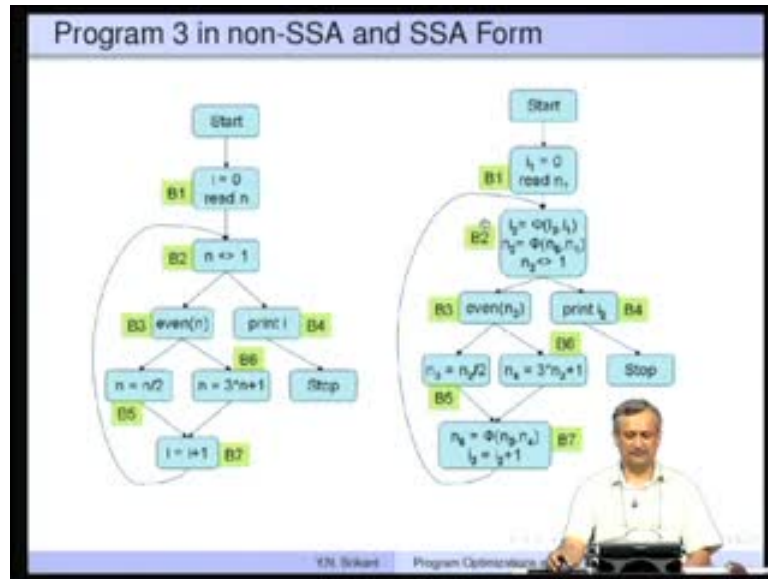 Program 3 in non-SSA and SSA Form
Start
B1
i = 0
read n
B2
n <> 1
B3
even(n)
print i
B4
B6
n = n/2
n = 3*n+1
Stop
B5
i = i+1
B7
Start
B1
i₁ = 0
read n₁
B2
i₂ = Φ(i₃,i₁)
n₂ = Φ(n₅,n₁)
n₂ <> 1
B3
even(n₂)
print i₂
B4
B6
n₃ = n₂/2
n₄ = 3*n₂+1
Stop
B5
n₅ = Φ(n₃,n₄)
i₃ = i₂+1
B7
Y.N. Srikant
Program Optimizations